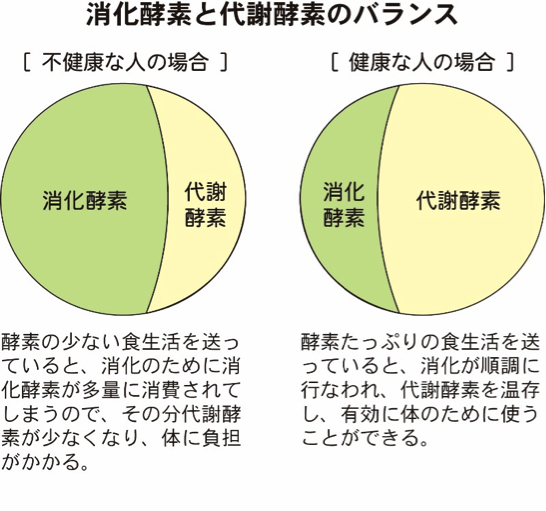 消化酵素と代謝酵素のバランス
［ 不健康な人の場合 ］
消化酵素
代謝
酵素
酵素の少ない食生活を送っ
ていると、消化のために消
化酵素が多量に消費されて
しまうので、その分代謝酵
素が少なくなり、体に負担
がかかる。
［ 健康な人の場合 ］
消化
酵素
代謝酵素
酵素たっぷりの食生活を送
っていると、消化が順調に
行なわれ、代謝酵素を温存
し、有効に体のために使う
ことができる。